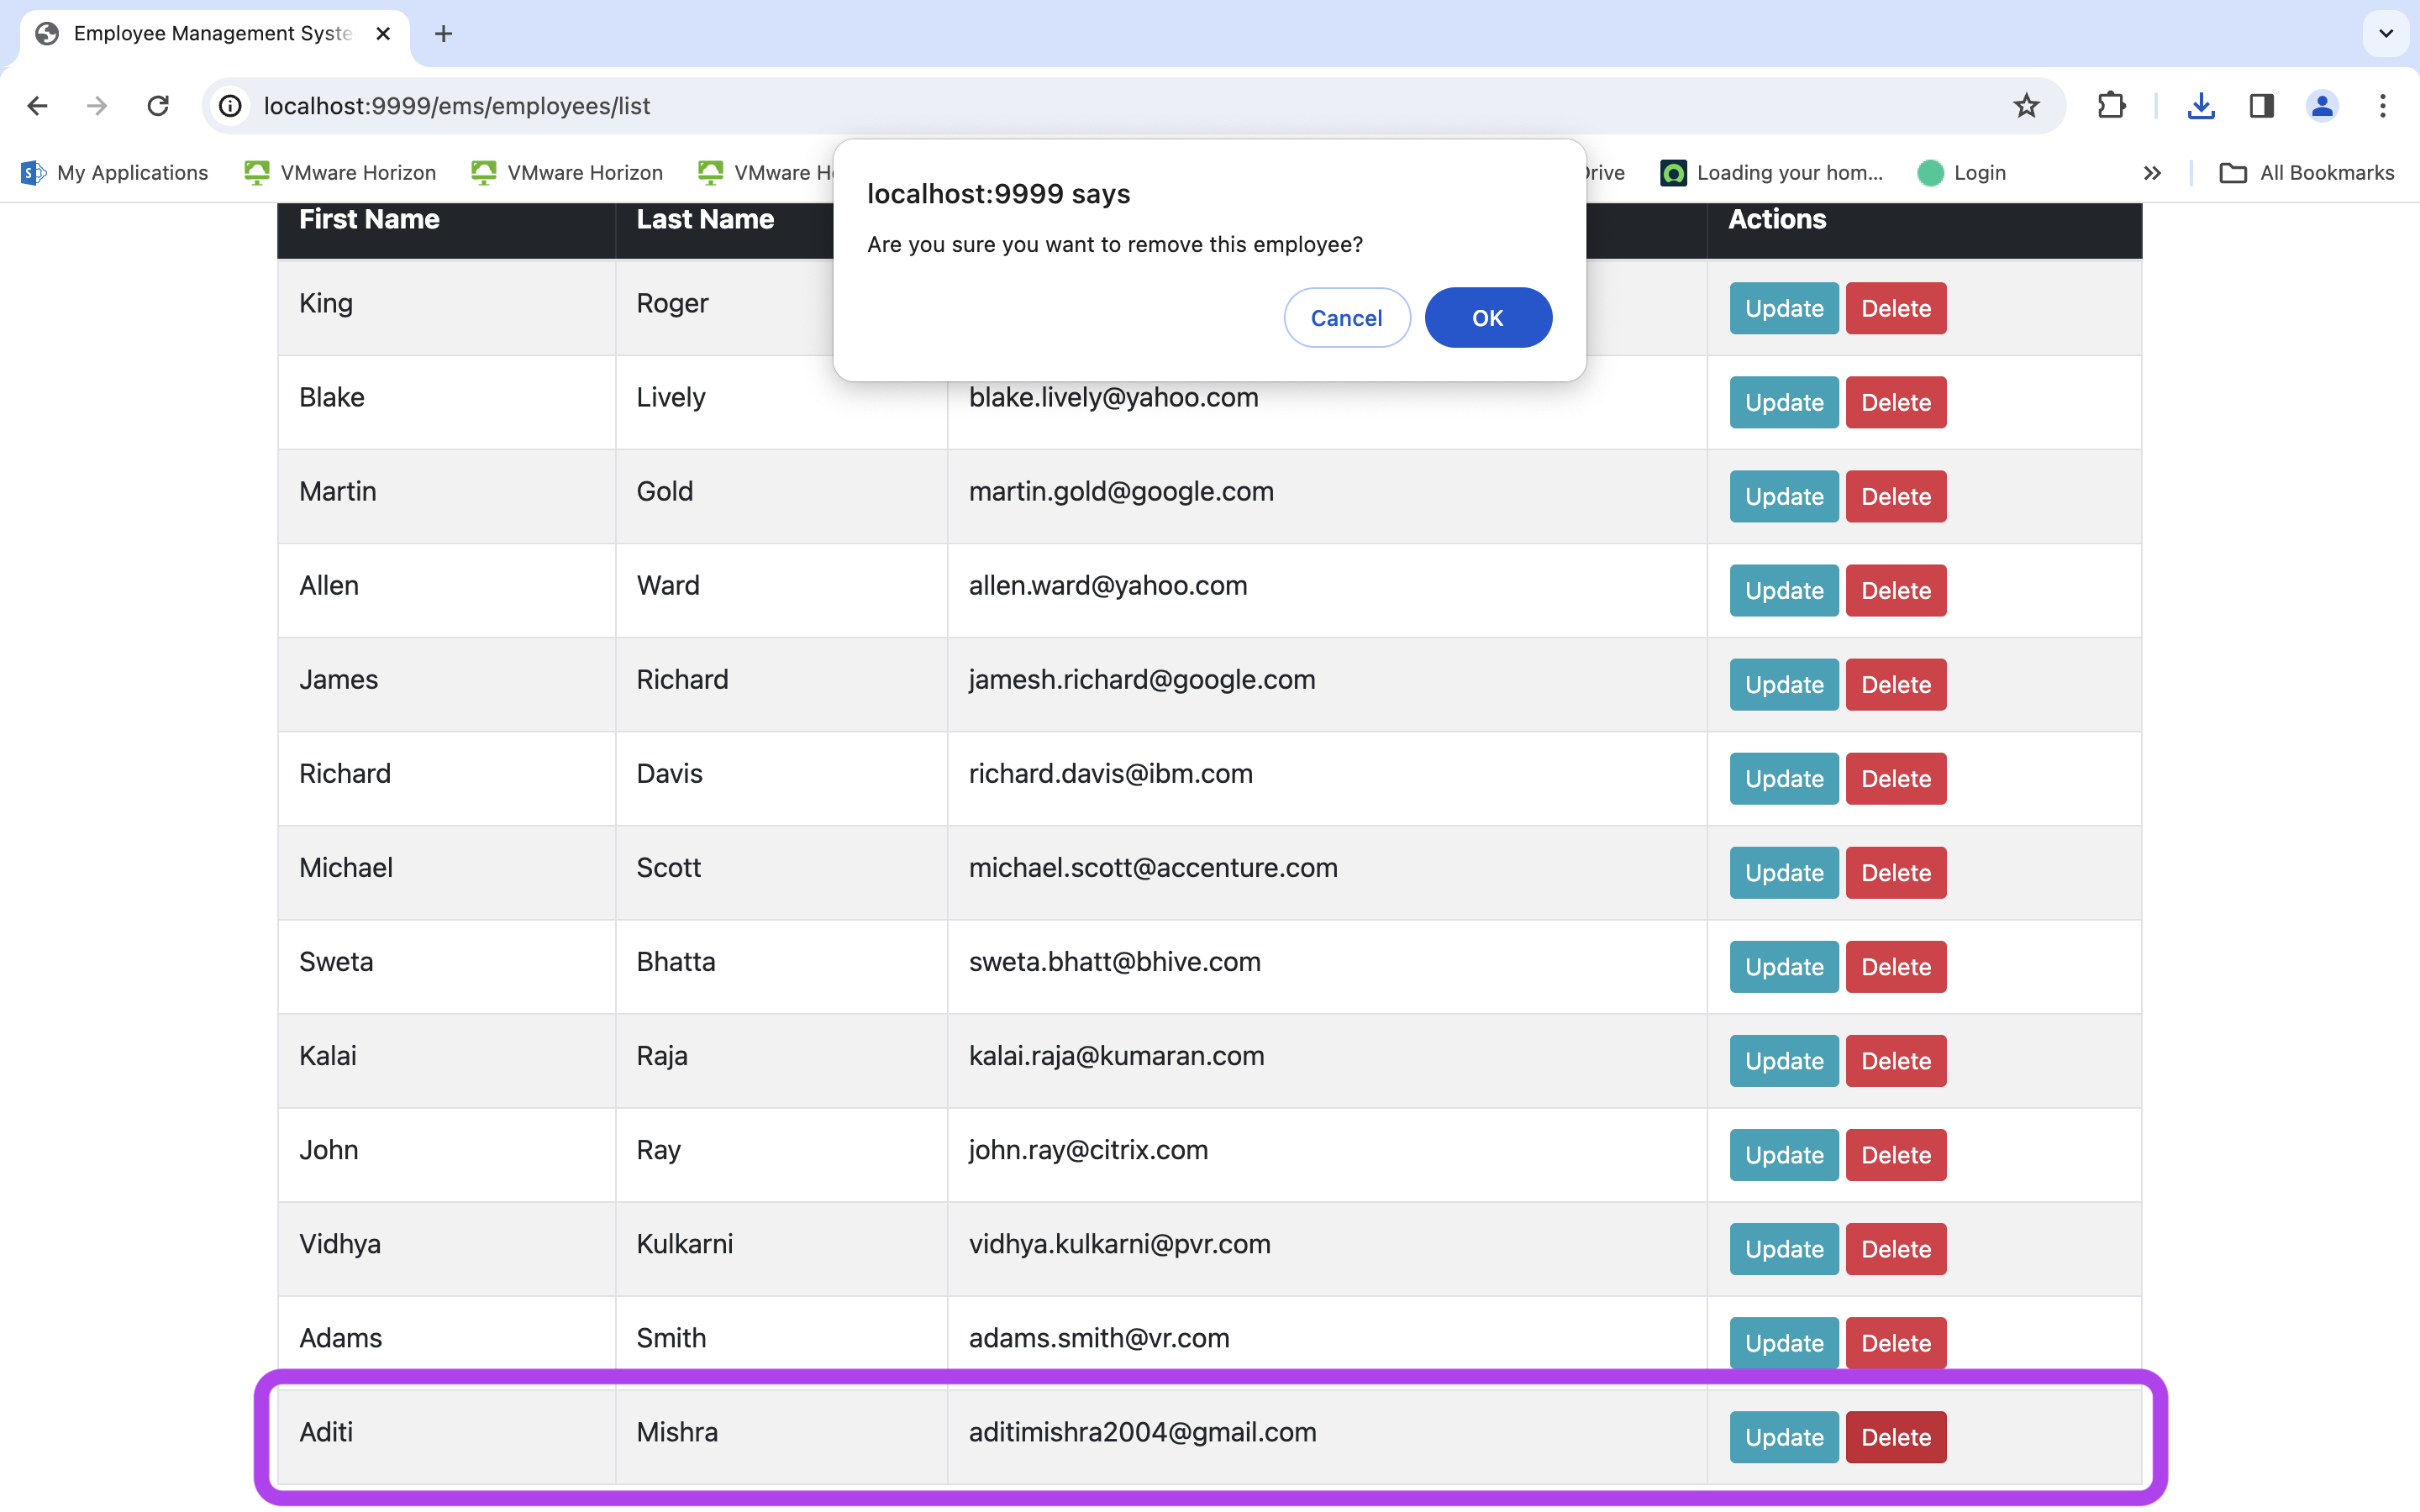 Employee Management Syste
localhost:9999/ems/employees/list
My Applications VMware Horizon VMware Horizon VMware H Drive Loading your hom... Login All Bookmarks
localhost:9999 says
Are you sure you want to remove this employee?
Cancel OK
First Name Last Name Actions
King Roger Update Delete
Blake Lively blake.lively@yahoo.com Update Delete
Martin Gold martin.gold@google.com Update Delete
Allen Ward allen.ward@yahoo.com Update Delete
James Richard jamesh.richard@google.com Update Delete
Richard Davis richard.davis@ibm.com Update Delete
Michael Scott michael.scott@accenture.com Update Delete
Sweta Bhatta sweta.bhatt@bhive.com Update Delete
Kalai Raja kalai.raja@kumaran.com Update Delete
John Ray john.ray@citrix.com Update Delete
Vidhya Kulkarni vidhya.kulkarni@pvr.com Update Delete
Adams Smith adams.smith@vr.com Update Delete
Aditi Mishra aditimishra2004@gmail.com Update Delete